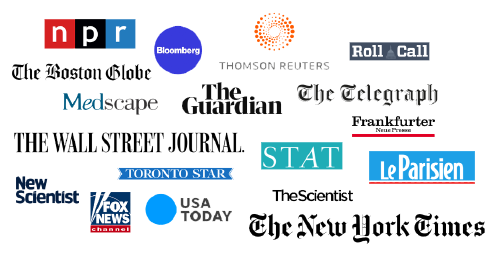 npr
Bloomberg
THOMSON REUTERS
Roll Call
The Boston Globe
Medscape
The
Guardian
The Telegraph
Frankfurter
Neue Presse
THE WALL STREET JOURNAL.
STAT
Le Parisien
TORONTO STAR
New
Scientist
FOX
NEWS
channel
USA
TODAY
TheScientist
The New York Times